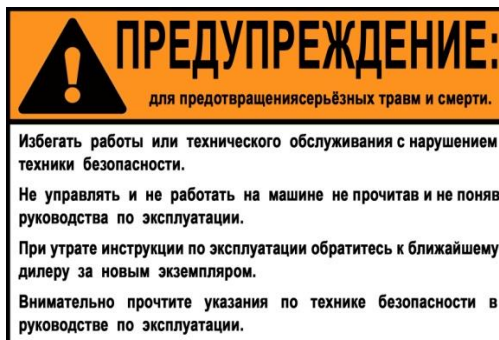 ПРЕДУПРЕЖДЕНИЕ:
для предотвращениясерьёзных травм и смерти.
Избегать работы или технического обслуживания с нарушением
техники безопасности.
Не управлять и не работать на машине не прочитав и не поняв
руководства по эксплуатации.
При утрате инструкции по эксплуатации обратитесь к ближайшему
дилеру за новым экземпляром.
Внимательно прочтите указания по технике безопасности в
руководстве по эксплуатации.